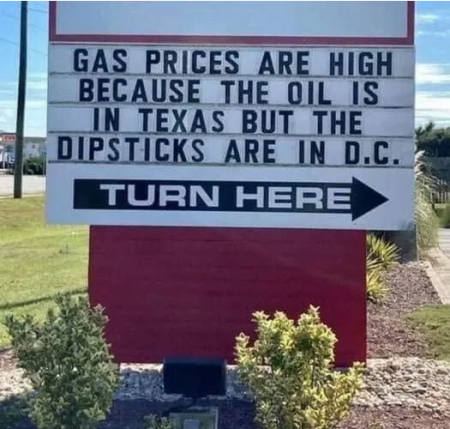 GAS PRICES ARE HIGH
BECAUSE THE OIL IS
IN TEXAS BUT THE
DIPSTICKS ARE IN D.C.
TURN HERE